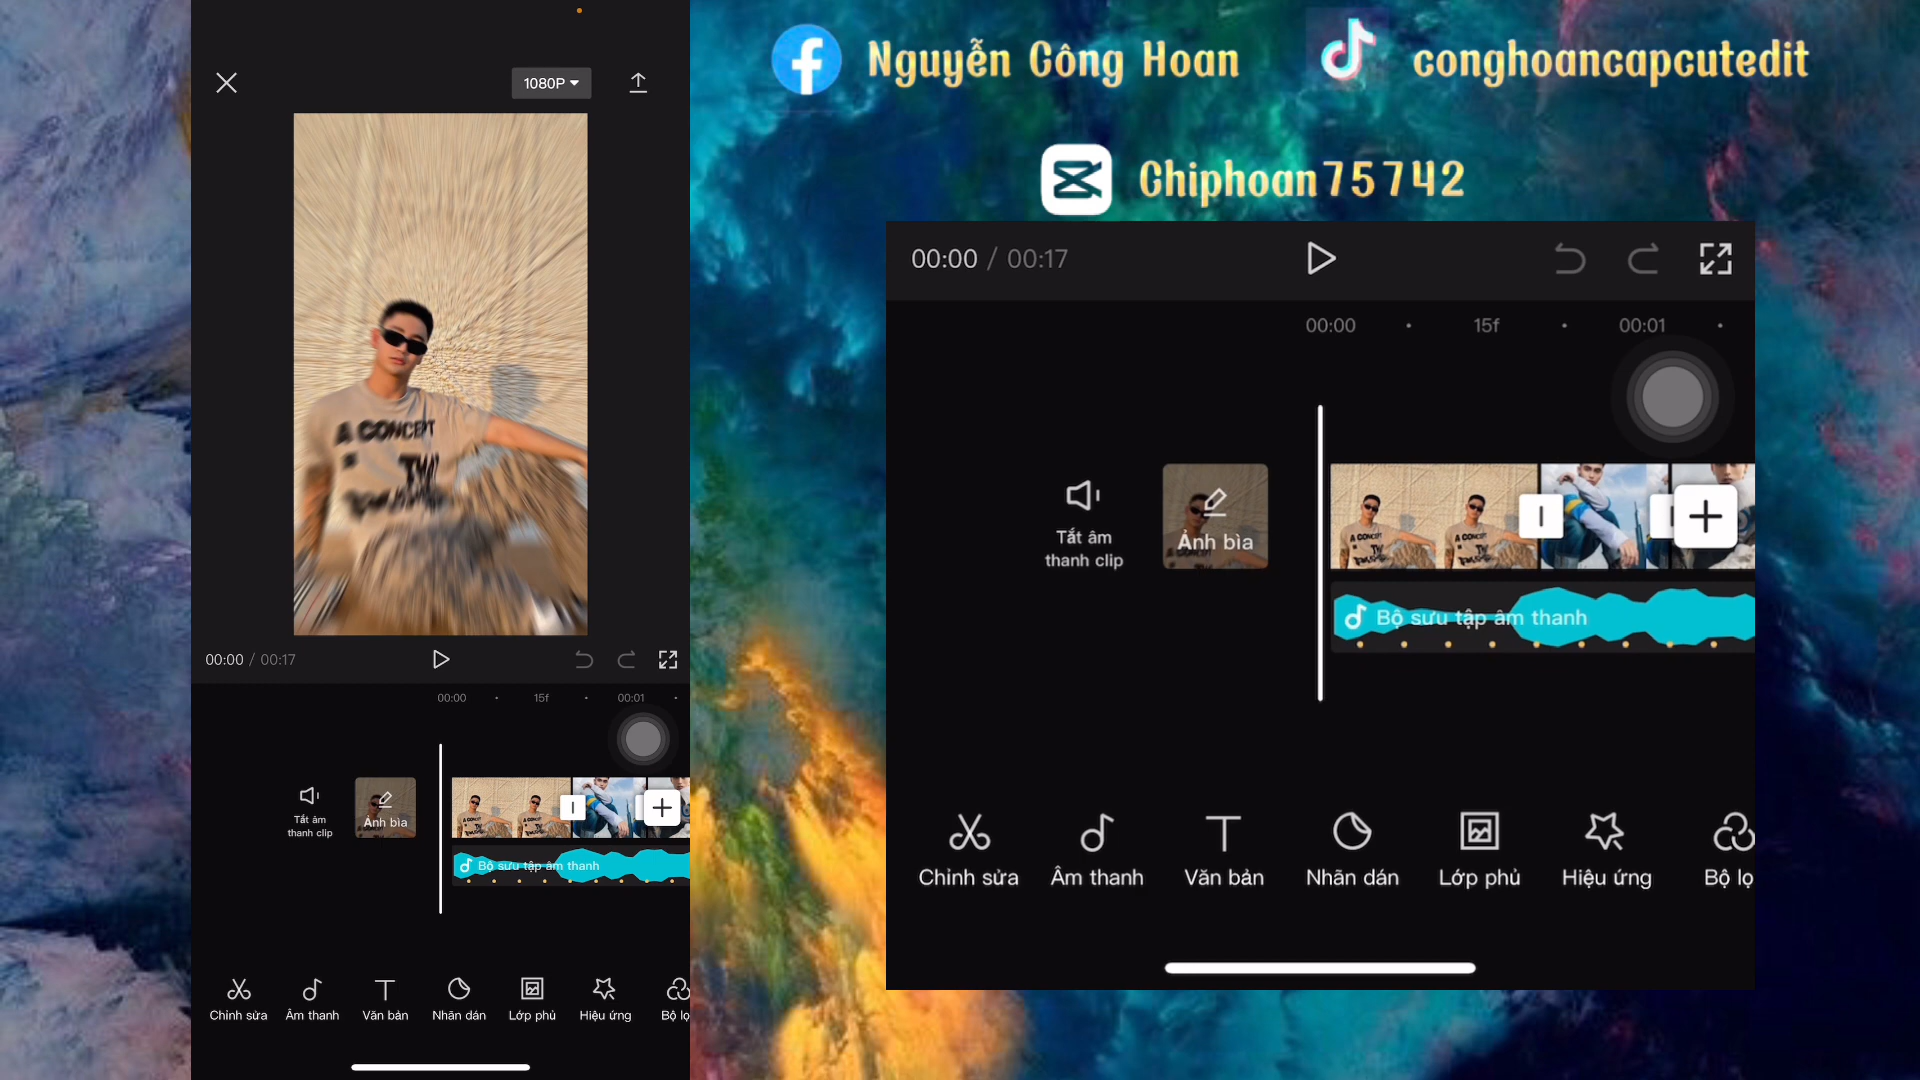 1080P
A CONCEPT
00:00 / 00:17
00:00
15f
00:01
Tắt âm
thanh clip
Ảnh bìa
Bộ sưu tập âm thanh
Chỉnh sửa
Âm thanh
Văn bản
Nhãn dán
Lớp phủ
Hiệu ứng
Bộ lọ
Nguyễn Công Hoan
conghoancapcutedit
Chiphoan75742
00:00 / 00:17
00:00
15f
00:01
Tắt âm
thanh clip
Ảnh bìa
Bộ sưu tập âm thanh
Chỉnh sửa
Âm thanh
Văn bản
Nhãn dán
Lớp phủ
Hiệu ứng
Bộ lọ